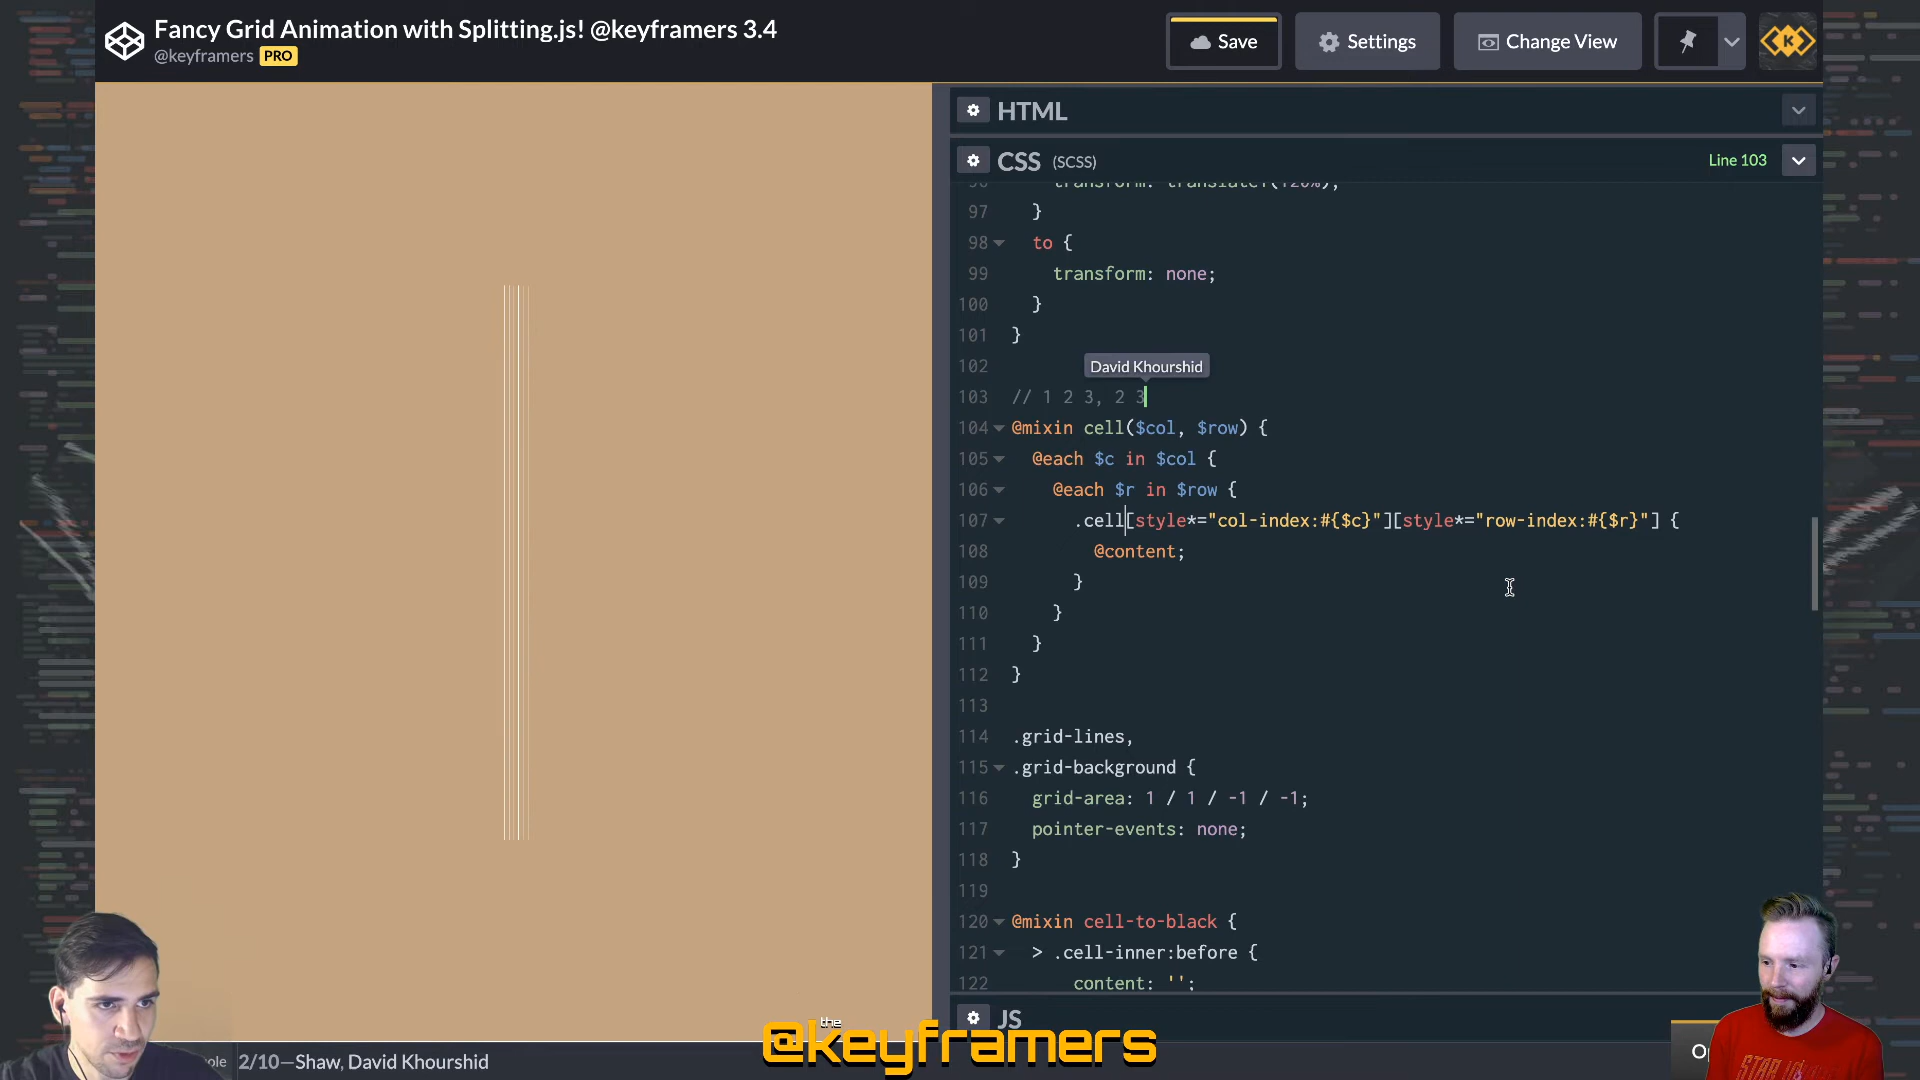 Fancy Grid Animation with Splitting.js! @keyframers 3.4
@keyframers PRO
Save
Settings
Change View
HTML
CSS (SCSS)
Line 103
97 }
98 to {
99 transform: none;
100 }
101 }
102
David Khourshid
103 // 1 2 3, 2 3
104 @mixin cell($col, $row) {
105 @each $c in $col {
106 @each $r in $row {
107 .cell[style*="col-index:#{$c}"][style*="row-index:#{$r}"] {
108 @content;
109 }
110 }
111 }
112 }
113
114 .grid-lines,
115 .grid-background {
116 grid-area: 1 / 1 / -1 / -1;
117 pointer-events: none;
118 }
119
120 @mixin cell-to-black {
121 > .cell-inner:before {
122 content: '';
JS
the
@keyframers
2/10—Shaw, David Khourshid